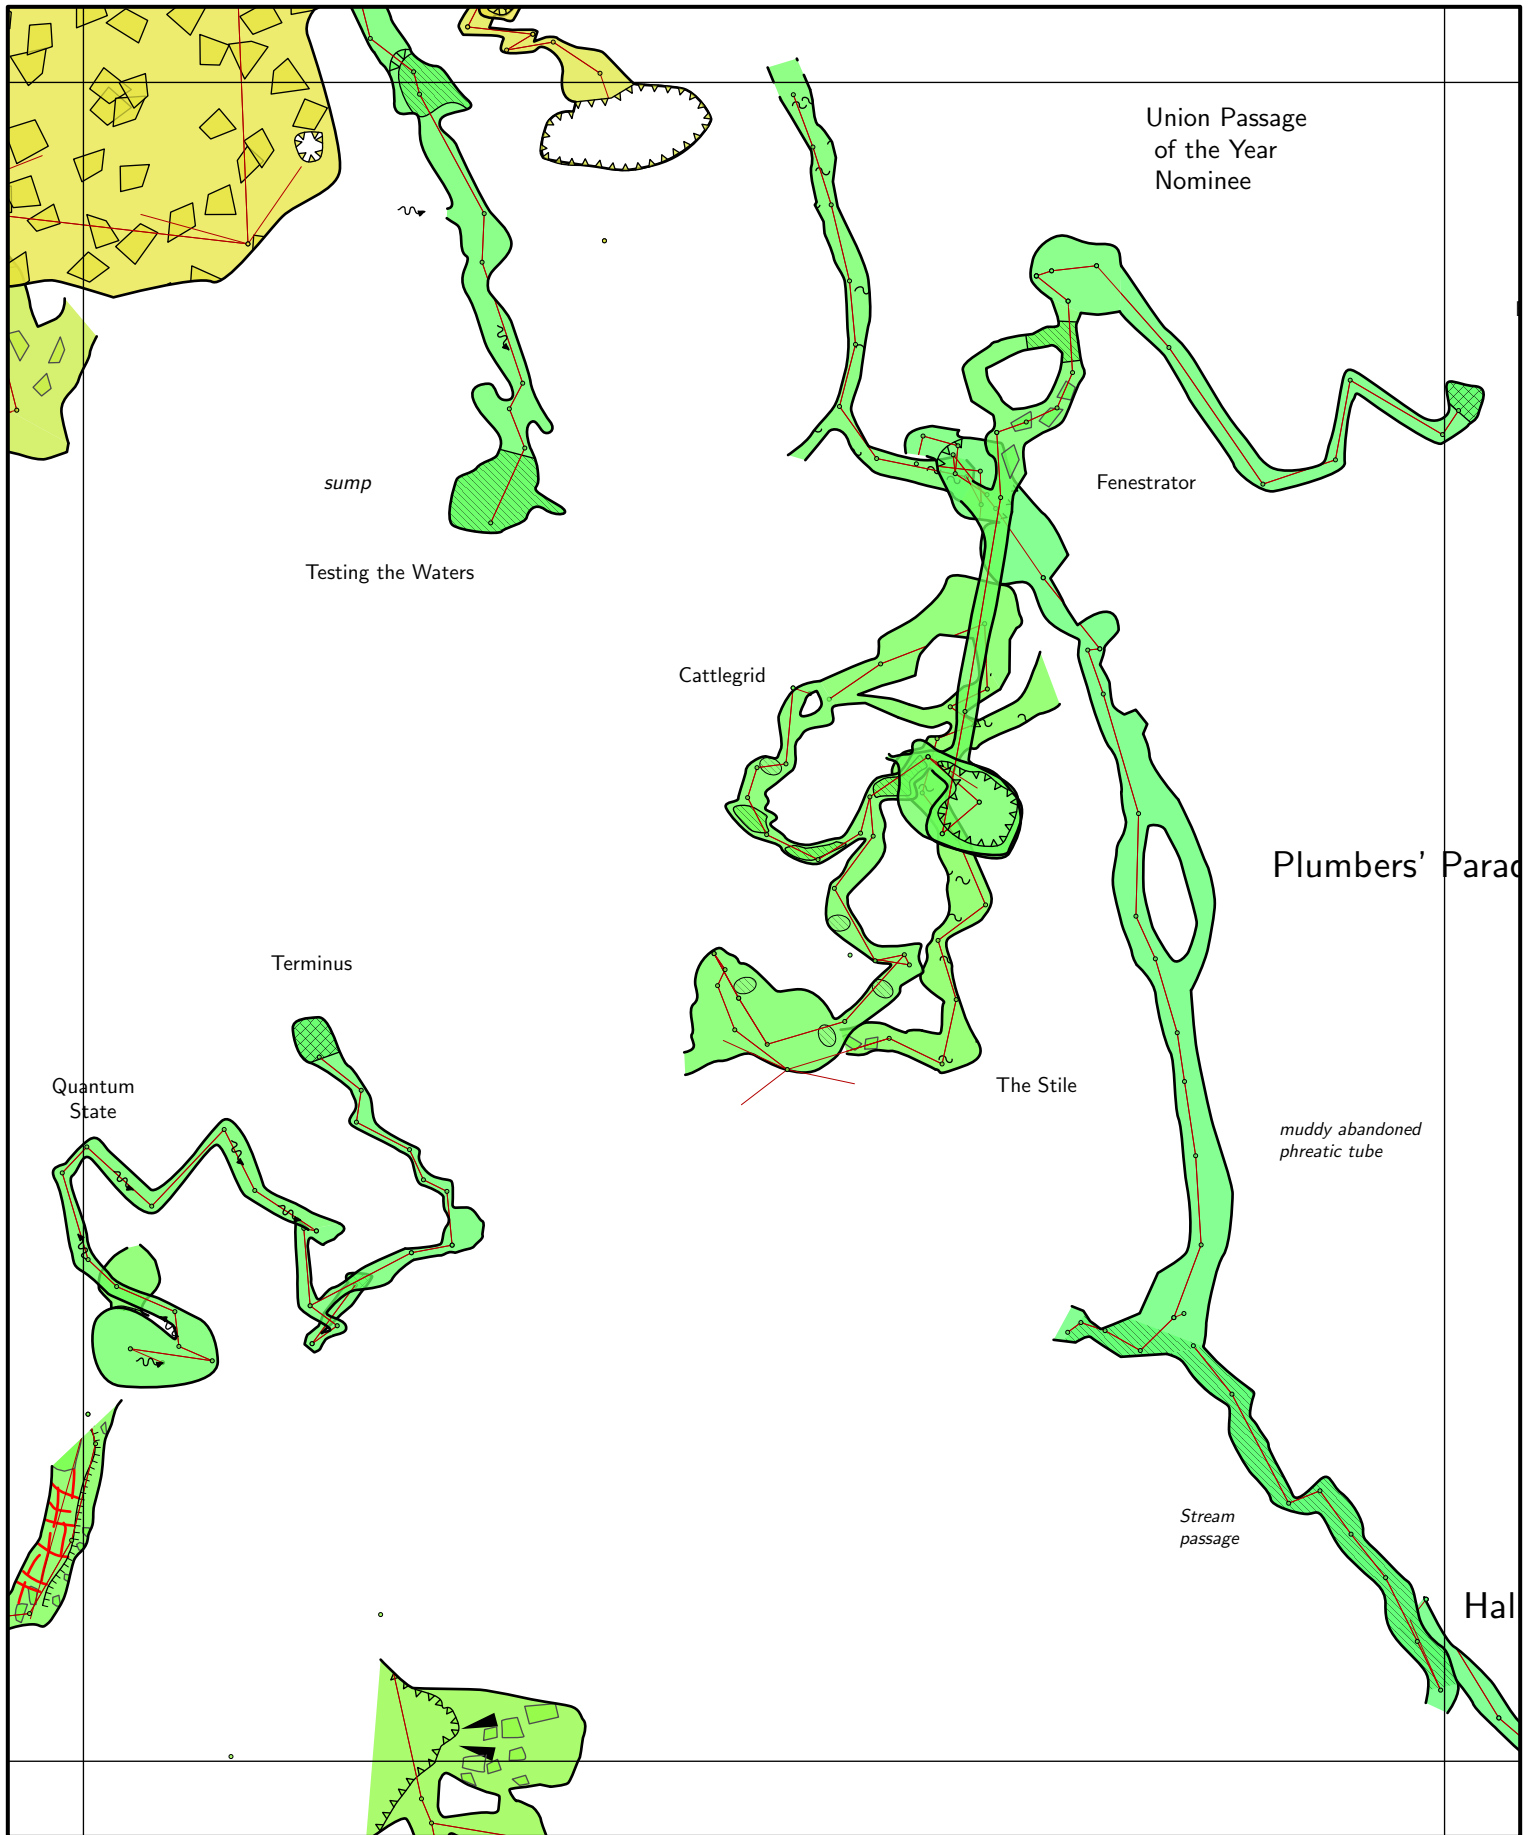 Union Passage
of the Year
Nominee
sump
Fenestrator
Testing the Waters
Cattlegrid
Plumbers' Parad
Terminus
Quantum
State
The Stile
muddy abandoned
phreatic tube
Stream
passage
Hal